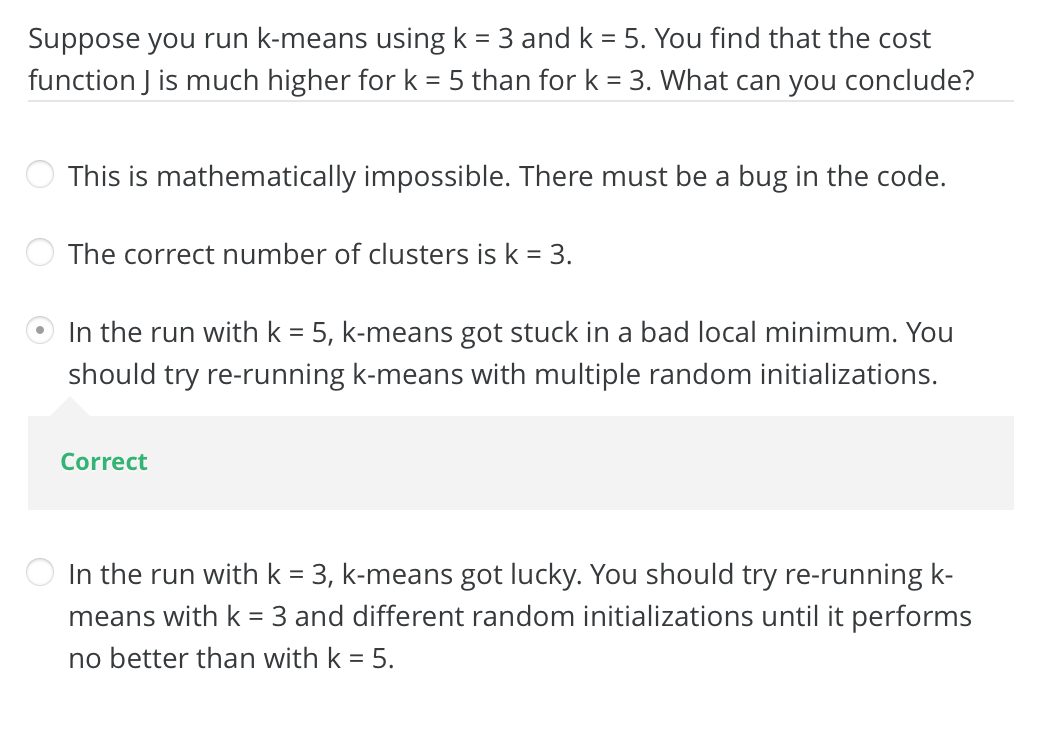 Suppose you run k-means using k = 3 and k = 5. You find that the cost
function J is much higher for k = 5 than for k = 3. What can you conclude?
This is mathematically impossible. There must be a bug in the code.
The correct number of clusters is k = 3.
In the run with k = 5, k-means got stuck in a bad local minimum. You
should try re-running k-means with multiple random initializations.
Correct
In the run with k = 3, k-means got lucky. You should try re-running k-
means with k = 3 and different random initializations until it performs
no better than with k = 5.